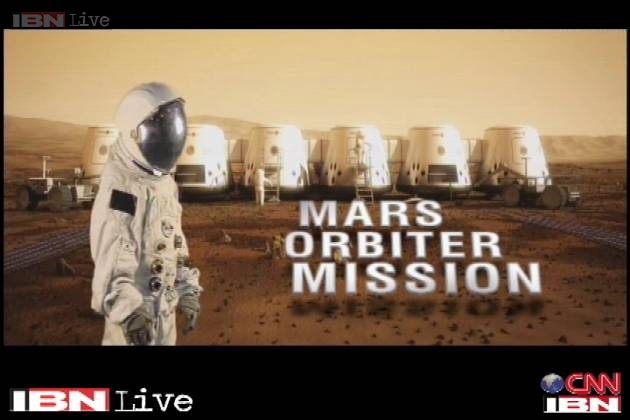 IBN Live
MARS
ORBITER
MISSION
IBN Live
CNN
IBN